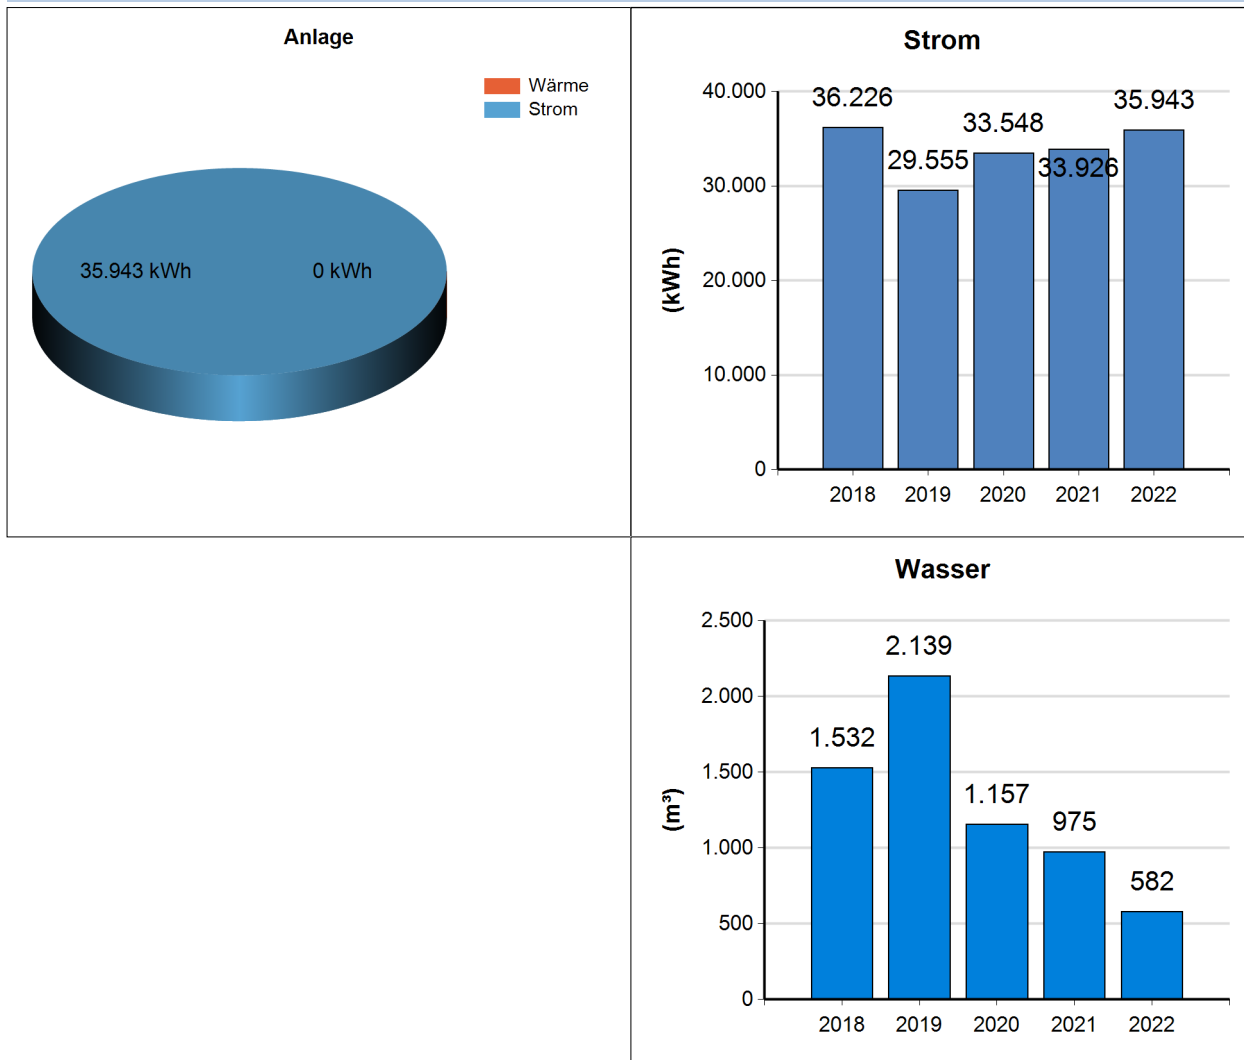 Anlage
Wärme
Strom
35.943 kWh
0 kWh
Strom
(kWh)
40.000
30.000
20.000
10.000
0
36.226
29.555
33.548
33.926
35.943
2018 2019 2020 2021 2022
Wasser
(m³)
2.500
2.000
1.500
1.000
500
0
1.532
2.139
1.157
975
582
2018 2019 2020 2021 2022